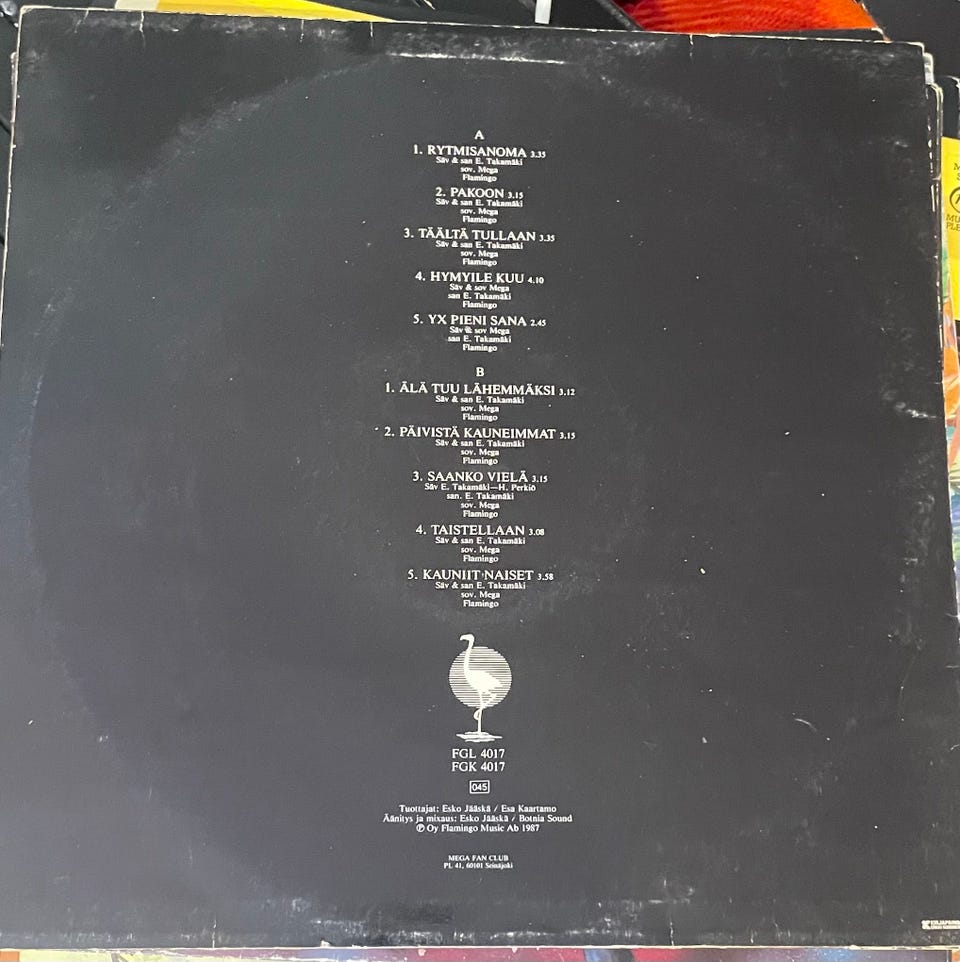 A
1. RYTMISANOMA 3.35
Säv & san E. Takamäki
sov. Mega
Flamingo
2. PAKOON 3.15
Säv & san E. Takamäki
sov. Mega
Flamingo
3. TÄÄLTÄ TULLAAN 3.35
Säv & san E. Takamäki
sov. Mega
Flamingo
4. HYMYILE KUU 4.10
Säv & sov Mega
san E. Takamäki
Flamingo
5. YX PIENI SANA 2.45
Säv & sov Mega
san E. Takamäki
Flamingo
B
1. ÄLÄ TUU LÄHEMMÄKSI 3.12
Säv & san E. Takamäki
sov. Mega
Flamingo
2. PÄIVISTÄ KAUNEIMMAT 3.15
Säv & san E. Takamäki
sov. Mega
Flamingo
3. SAANKO VIELÄ 3.15
Säv E. Takamäki—H. Perkiö
san. E. Takamäki
sov. Mega
Flamingo
4. TAISTELLAAN 3.08
Säv & san E. Takamäki
sov. Mega
Flamingo
5. KAUNIIT NAISET 3.58
Säv & san E. Takamäki
sov. Mega
Flamingo
FGL 4017
FGK 4017
045
Tuottajat: Esko Jääskä / Esa Kaartamo
Äänitys ja mixaus: Esko Jääskä / Botnia Sound
℗ Oy Flamingo Music Ab 1987
MEGA FAN CLUB
PL 41, 60101 Seinäjoki